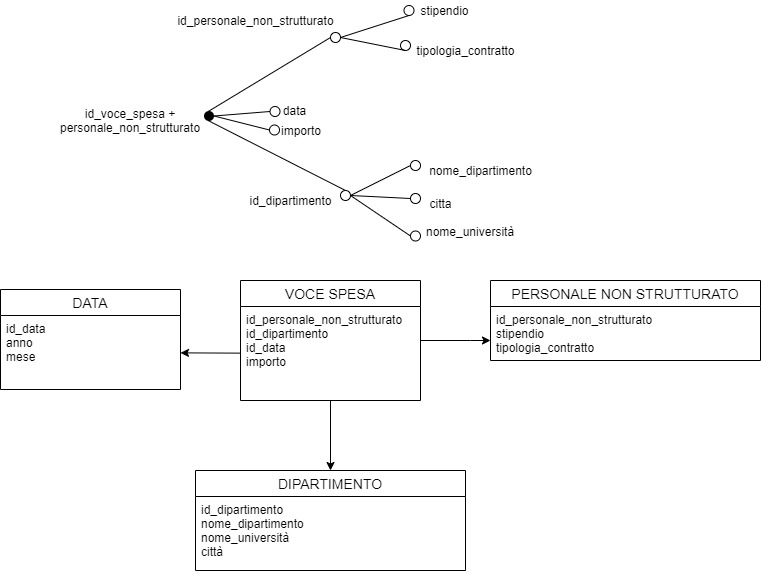 stipendio
id_personale_non_strutturato
tipologia_contratto
id_voce_spesa +
personale_non_strutturato
data
importo
nome_dipartimento
id_dipartimento
citta
nome_università
DATA
id_data
anno
mese
VOCE SPESA
id_personale_non_strutturato
id_dipartimento
id_data
importo
PERSONALE NON STRUTTURATO
id_personale_non_strutturato
stipendio
tipologia_contratto
DIPARTIMENTO
id_dipartimento
nome_dipartimento
nome_università
città